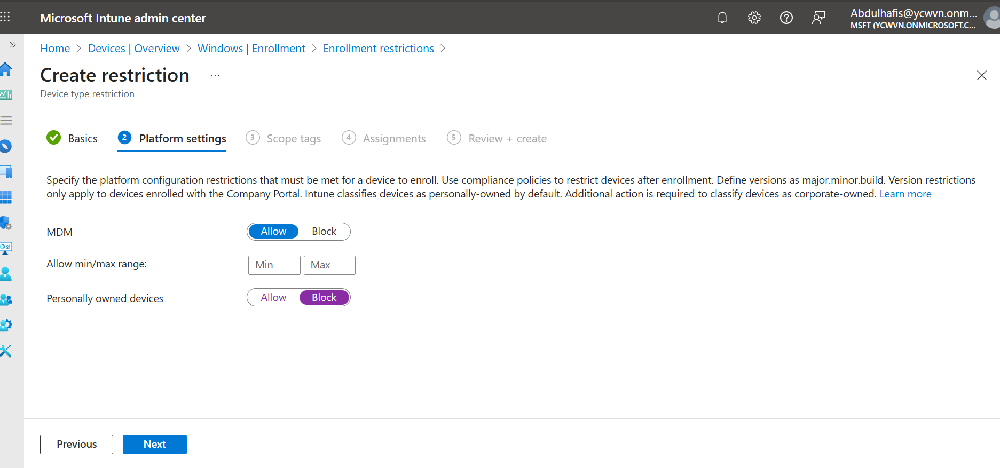 Microsoft Intune admin center
Abdulhafis@ycwvn.onm...
MSFT (YCWVN.ONMICROSOFT.C...
Home > Devices | Overview > Windows | Enrollment > Enrollment restrictions >
Create restriction ...
Device type restriction
Basics 2 Platform settings 3 Scope tags 4 Assignments 5 Review + create
Specify the platform configuration restrictions that must be met for a device to enroll. Use compliance policies to restrict devices after enrollment. Define versions as major.minor.build. Version restrictions
only apply to devices enrolled with the Company Portal. Intune classifies devices as personally-owned by default. Additional action is required to classify devices as corporate-owned. Learn more
MDM Allow Block
Allow min/max range: Min Max
Personally owned devices Allow Block
Previous Next